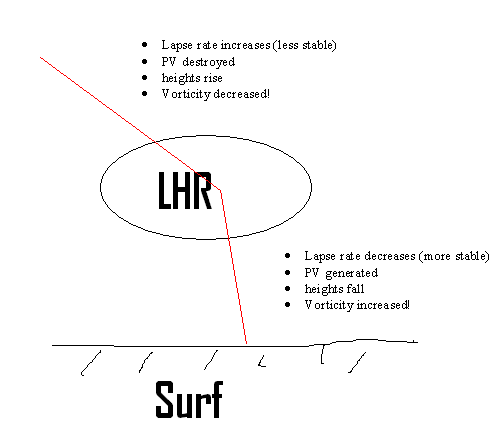 • Lapse rate increases (less stable)
• PV destroyed
• heights rise
• Vorticity decreased!
LHR
• Lapse rate decreases (more stable)
• PV generated
• heights fall
• Vorticity increased!
Surf